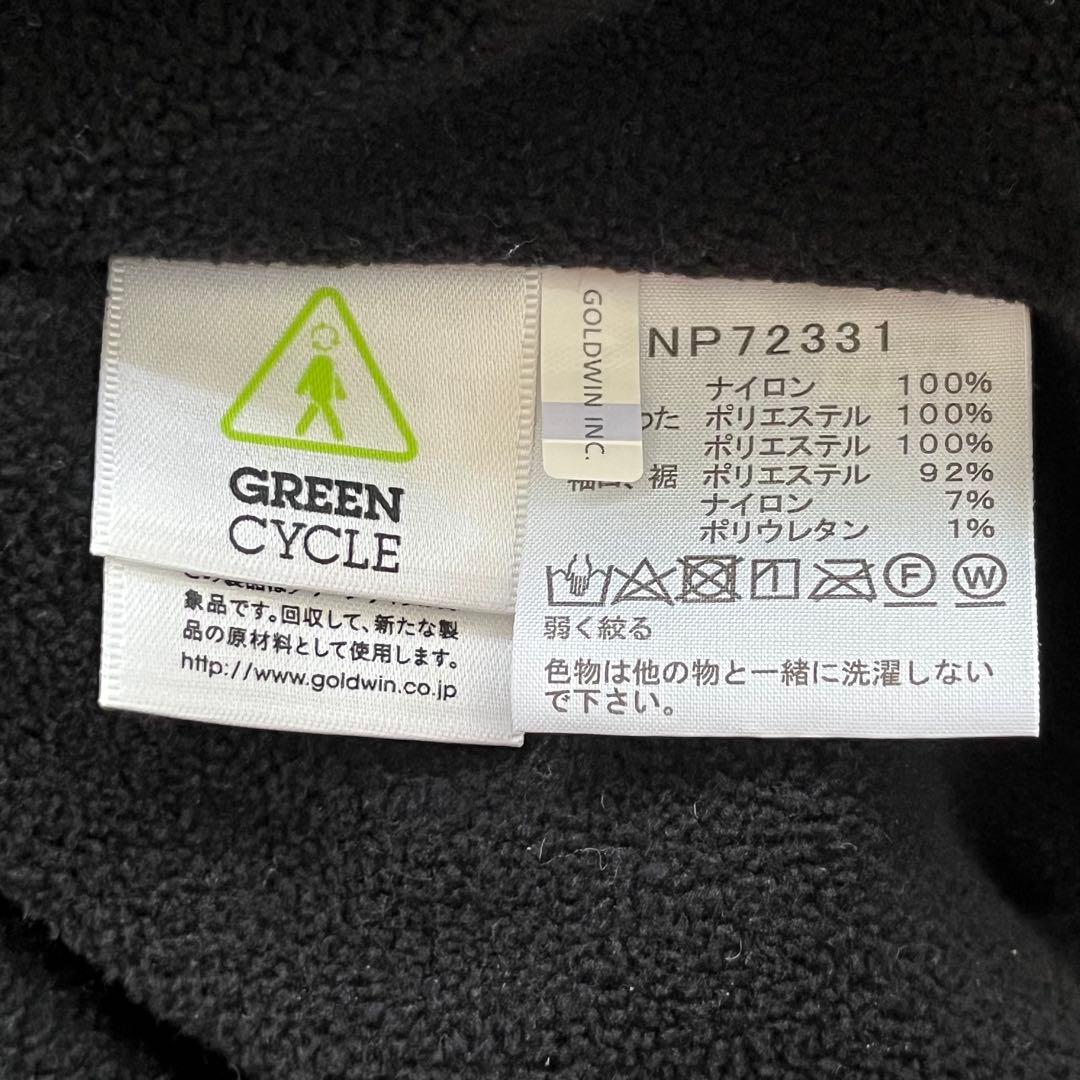 GREEN
CYCLE
象品です。回収して、新たな製
品の原材料として使用します。
http://www.goldwin.co.jp
GOLDWIN INC.
NP72331
ナイロン 100%
わた ポリエステル 100%
ポリエステル 100%
袖口、裾 ポリエステル 92%
ナイロン 7%
ポリウレタン 1%
F W
弱く絞る
色物は他の物と一緒に洗濯しない
で下さい。